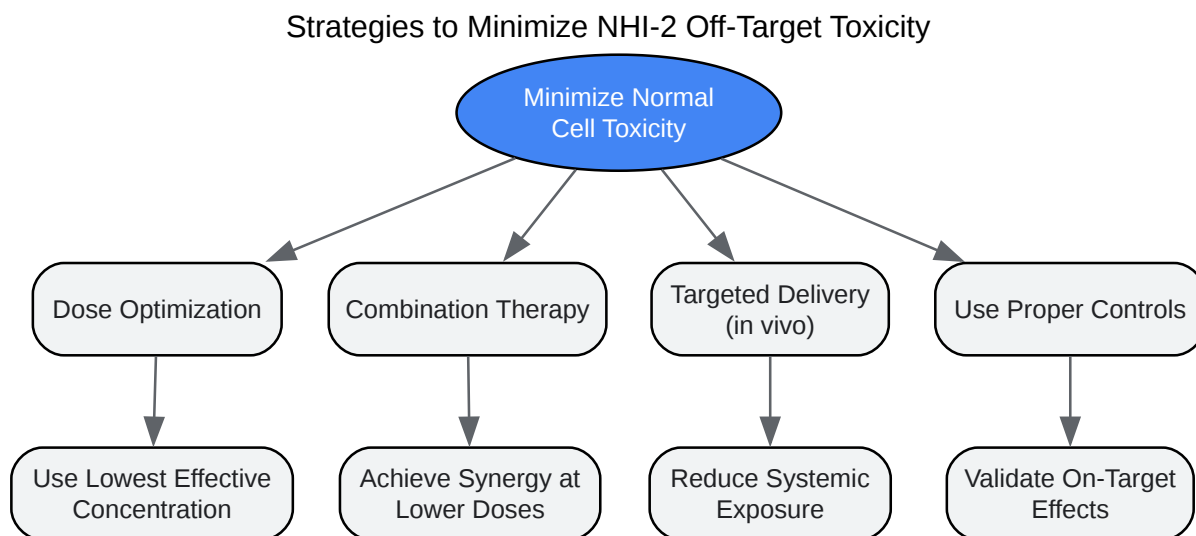 Strategies to Minimize NHI-2 Off-Target Toxicity
Minimize Normal
Cell Toxicity
Dose Optimization
Combination Therapy
Targeted Delivery
(in vivo)
Use Proper Controls
Use Lowest Effective
Concentration
Achieve Synergy at
Lower Doses
Reduce Systemic
Exposure
Validate On-Target
Effects